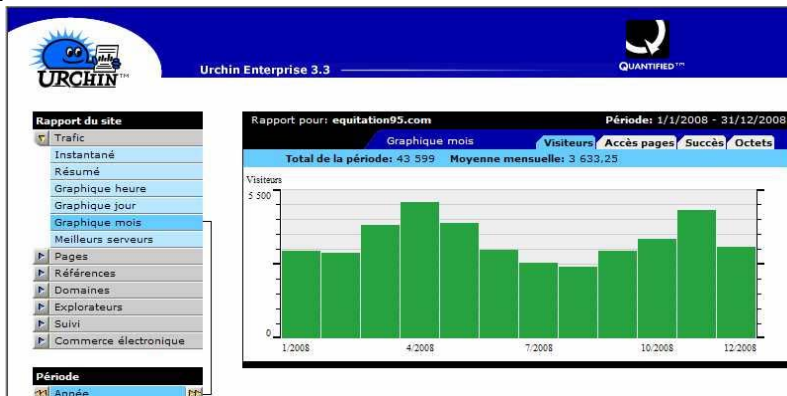 URCHIN™
Urchin Enterprise 3.3
QUANTIFIED™
Rapport du site
Trafic
Instantané
Résumé
Graphique heure
Graphique jour
Graphique mois
Meilleurs serveurs
Pages
Références
Domaines
Explorateurs
Suivi
Commerce électronique
Période
Année
Rapport pour: equitation95.com Période: 1/1/2008 - 31/12/2008
Graphique mois Visiteurs Accès pages Succès Octets
Total de la période: 43 599 Moyenne mensuelle: 3 633,25
Visiteurs
5 500
0
1/2008 4/2008 7/2008 10/2008 12/2008